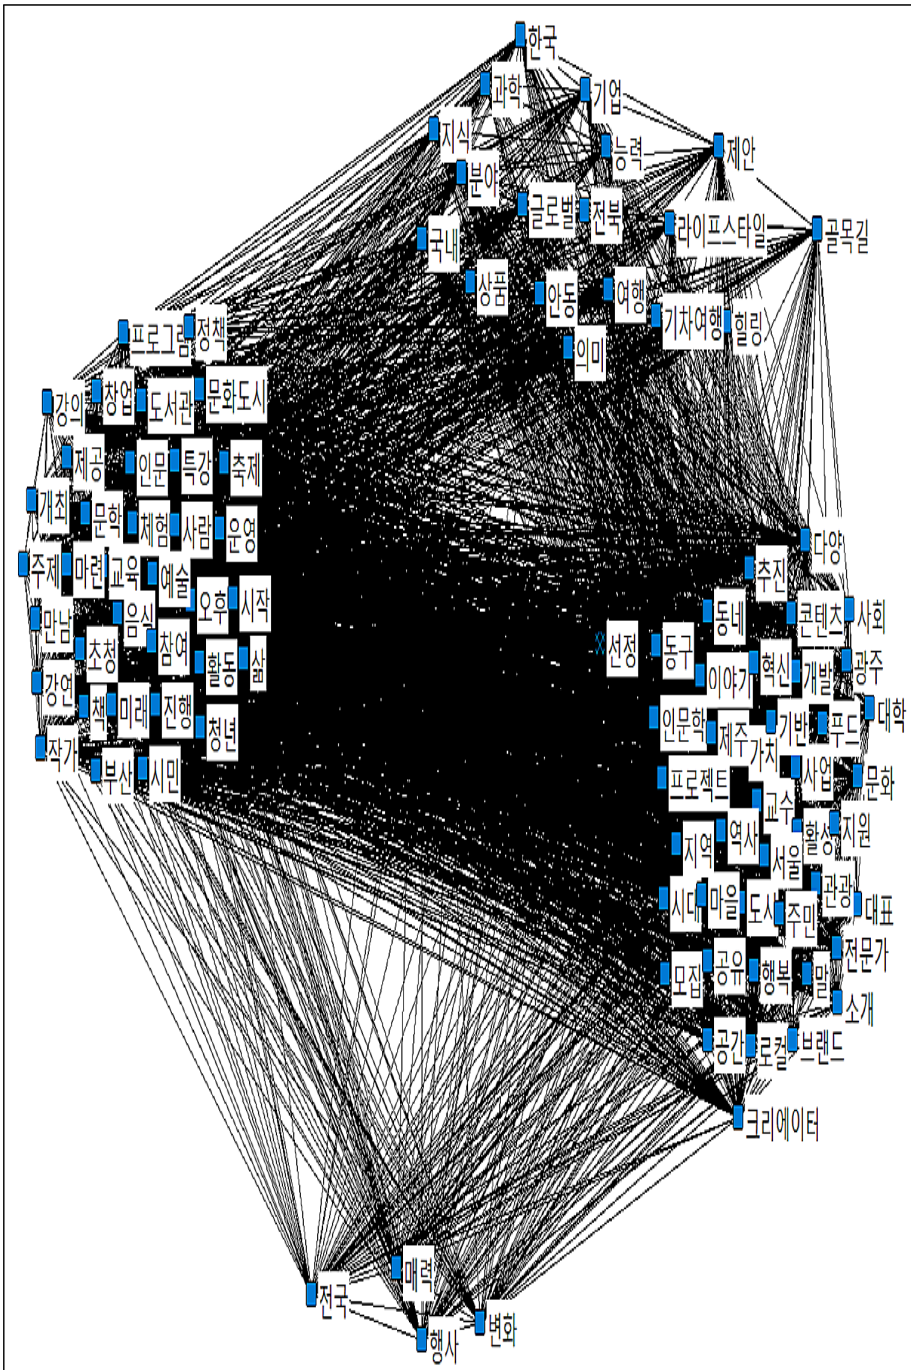 한국
과학
기업
지식
능력
제안
분야
글로벌
전북
라이프스타일
골목길
국내
상품
안동
여행
기차여행
힐링
의미
프로그램
정책
강의
창업
도서관
문화도시
제공
인문
특강
축제
개최
문학
체험
사람
운영
주제
마련
교육
예술
오후
시작
만남
음식
초청
참여
활동
삶
강연
책
미래
진행
청년
작가
부산
시민
다양
추진
동네
콘텐츠
사회
선정
동구
이야기
혁신
개발
광주
인문학
제주
가치
기반
푸드
대학
프로젝트
교수
사업
문화
지역
역사
서울
활성
지원
시대
마을
도시
주민
관광
대표
모집
공유
행복
말
전문가
소개
공간
로컬
브랜드
크리에이터
전국
매력
행사
변화